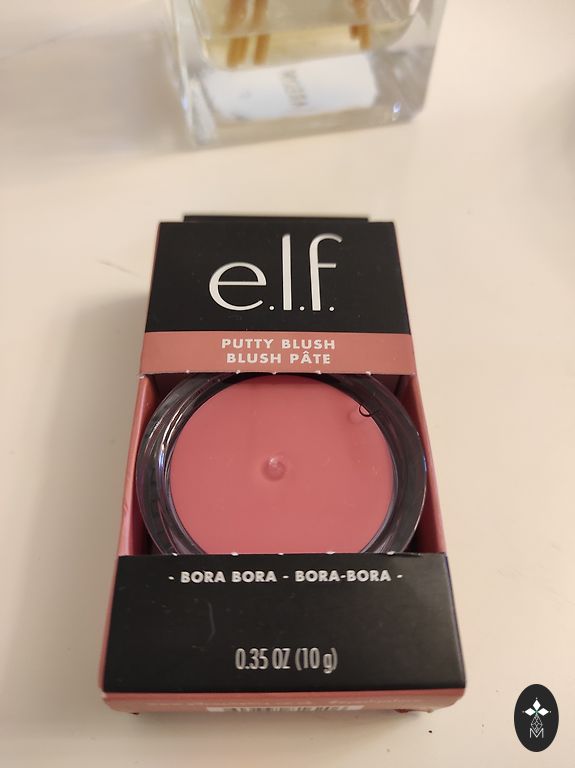 e.l.f.
PUTTY BLUSH
BLUSH PÂTE
- BORA BORA - BORA-BORA -
0.35 OZ (10 g)